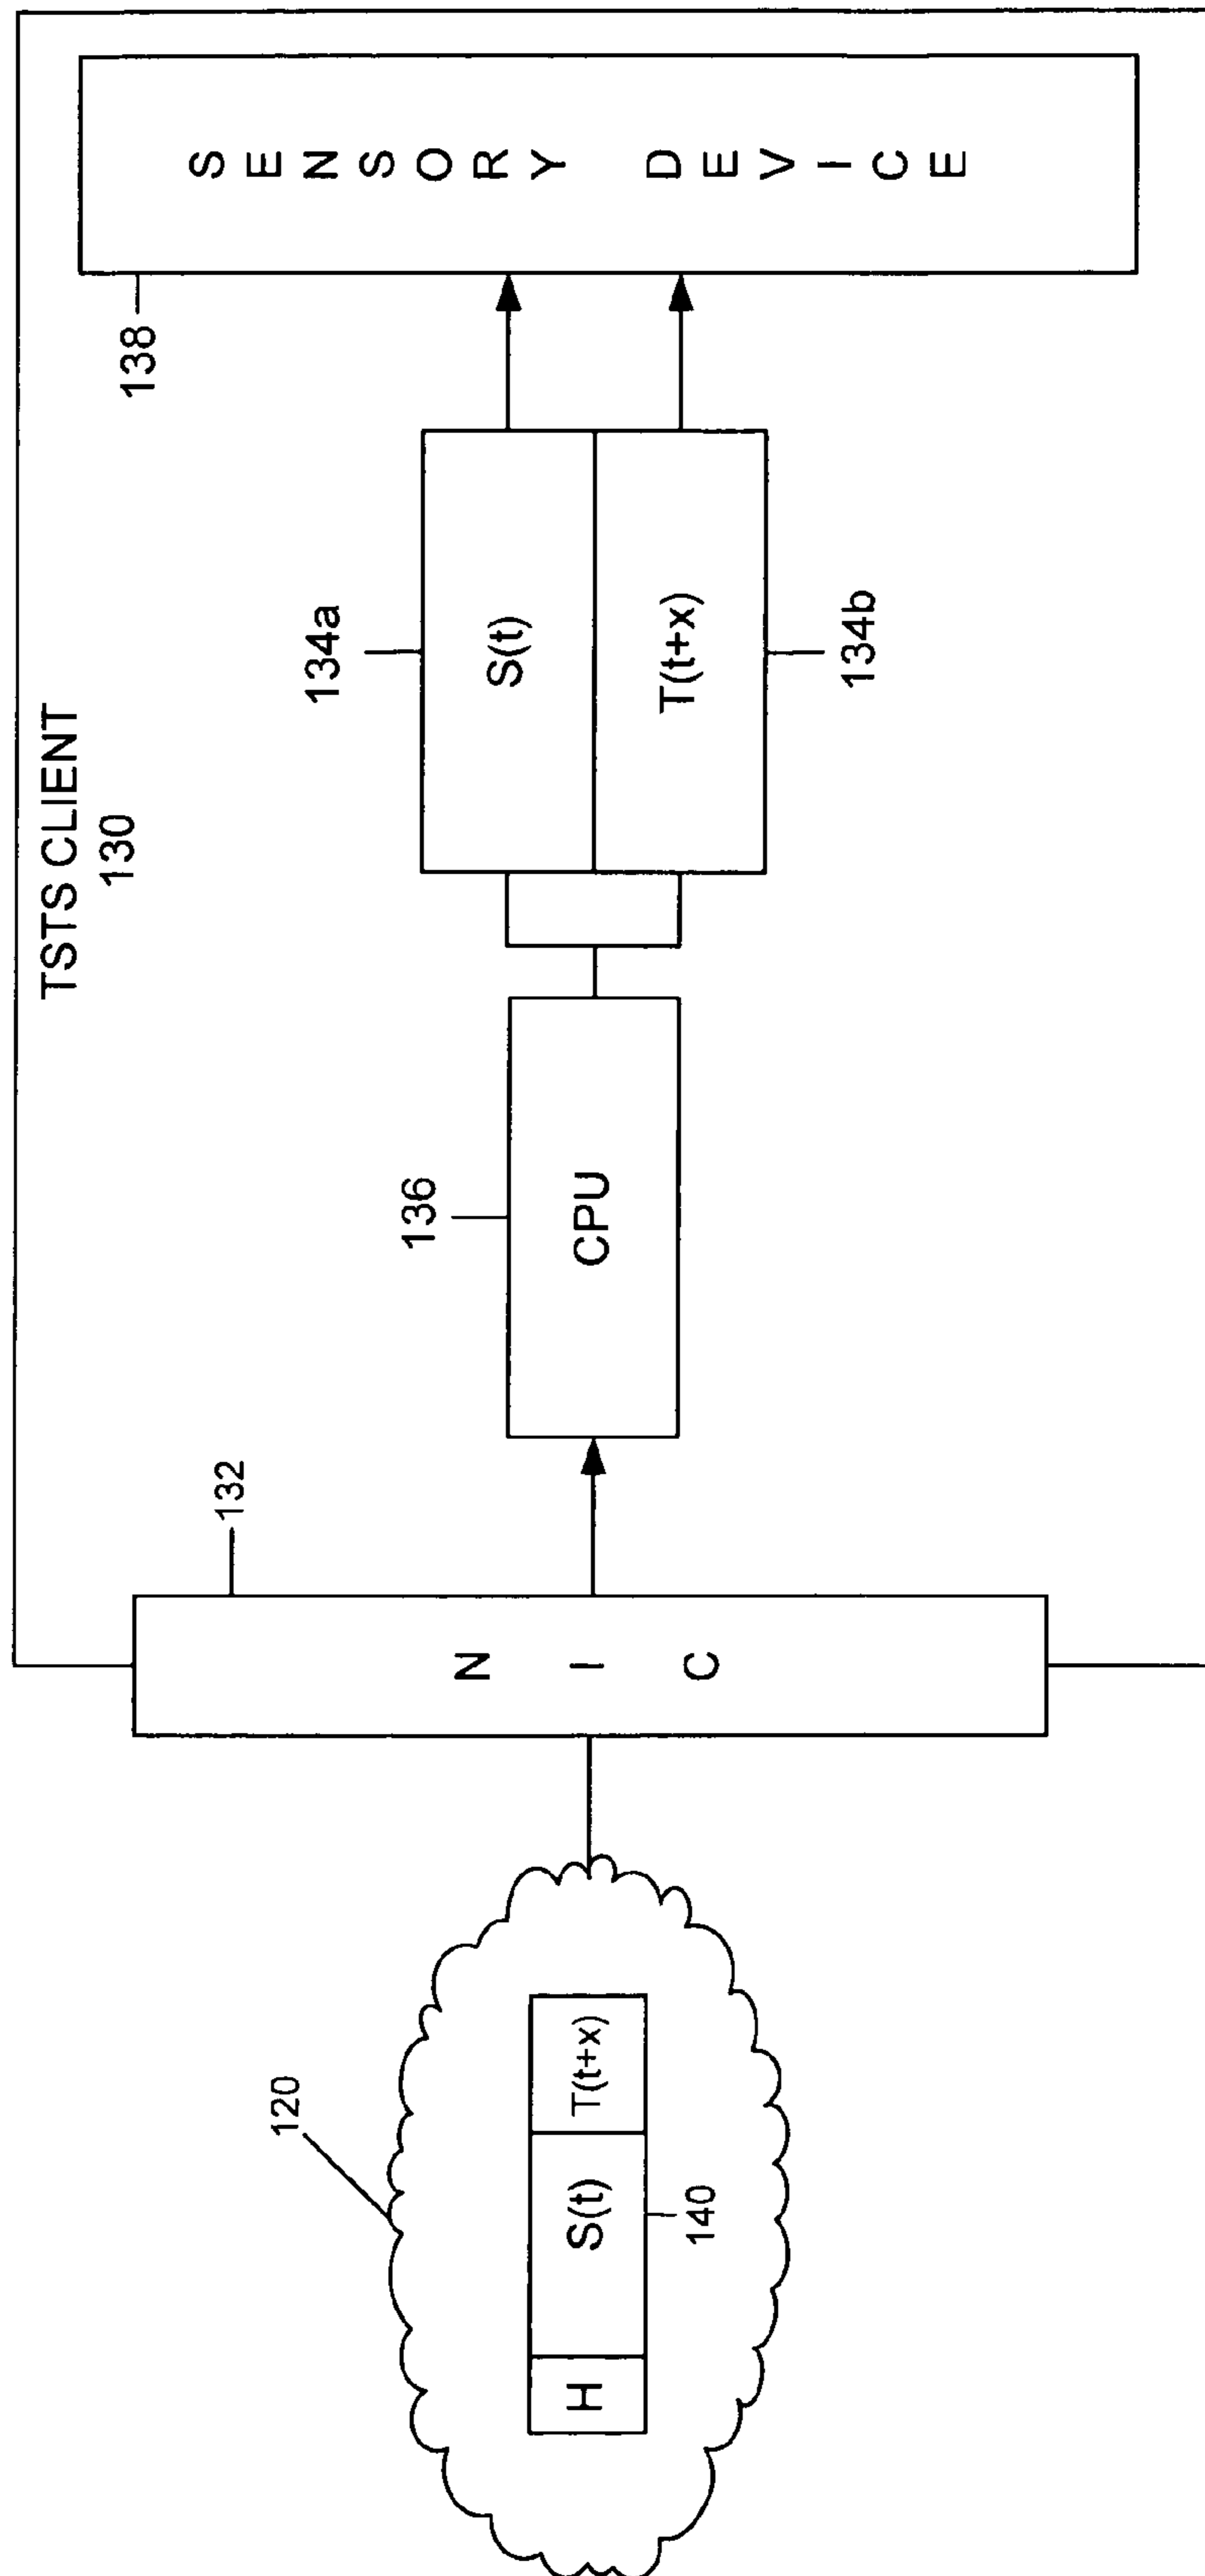 TSTS CLIENT
130
120
H
S(t)
T(t+x)
140
132
NIC
136
CPU
134a
S(t)
T(t+x)
134b
138
SENSORY DEVICE